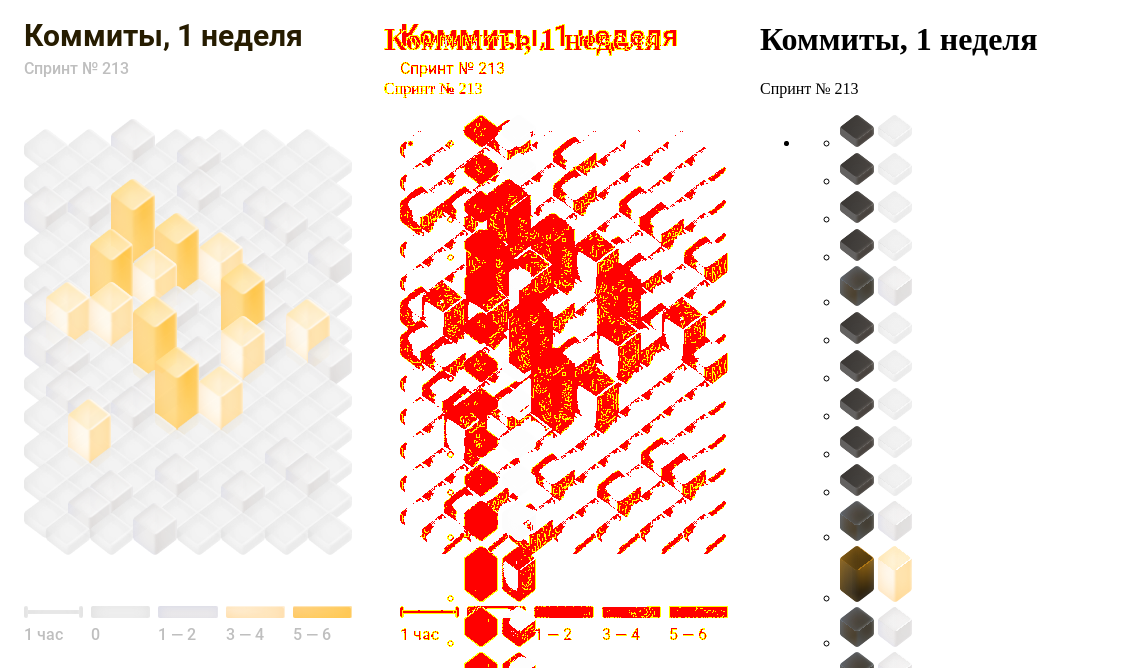 Коммиты, 1 неделя
Спринт № 213
1 час 0 1 — 2 3 — 4 5 — 6
Коммиты, 1 неделя
Спринт № 213
Спринт № 213
1 час 1 — 2 3 — 4 5 — 6
Коммиты, 1 неделя
Спринт № 213